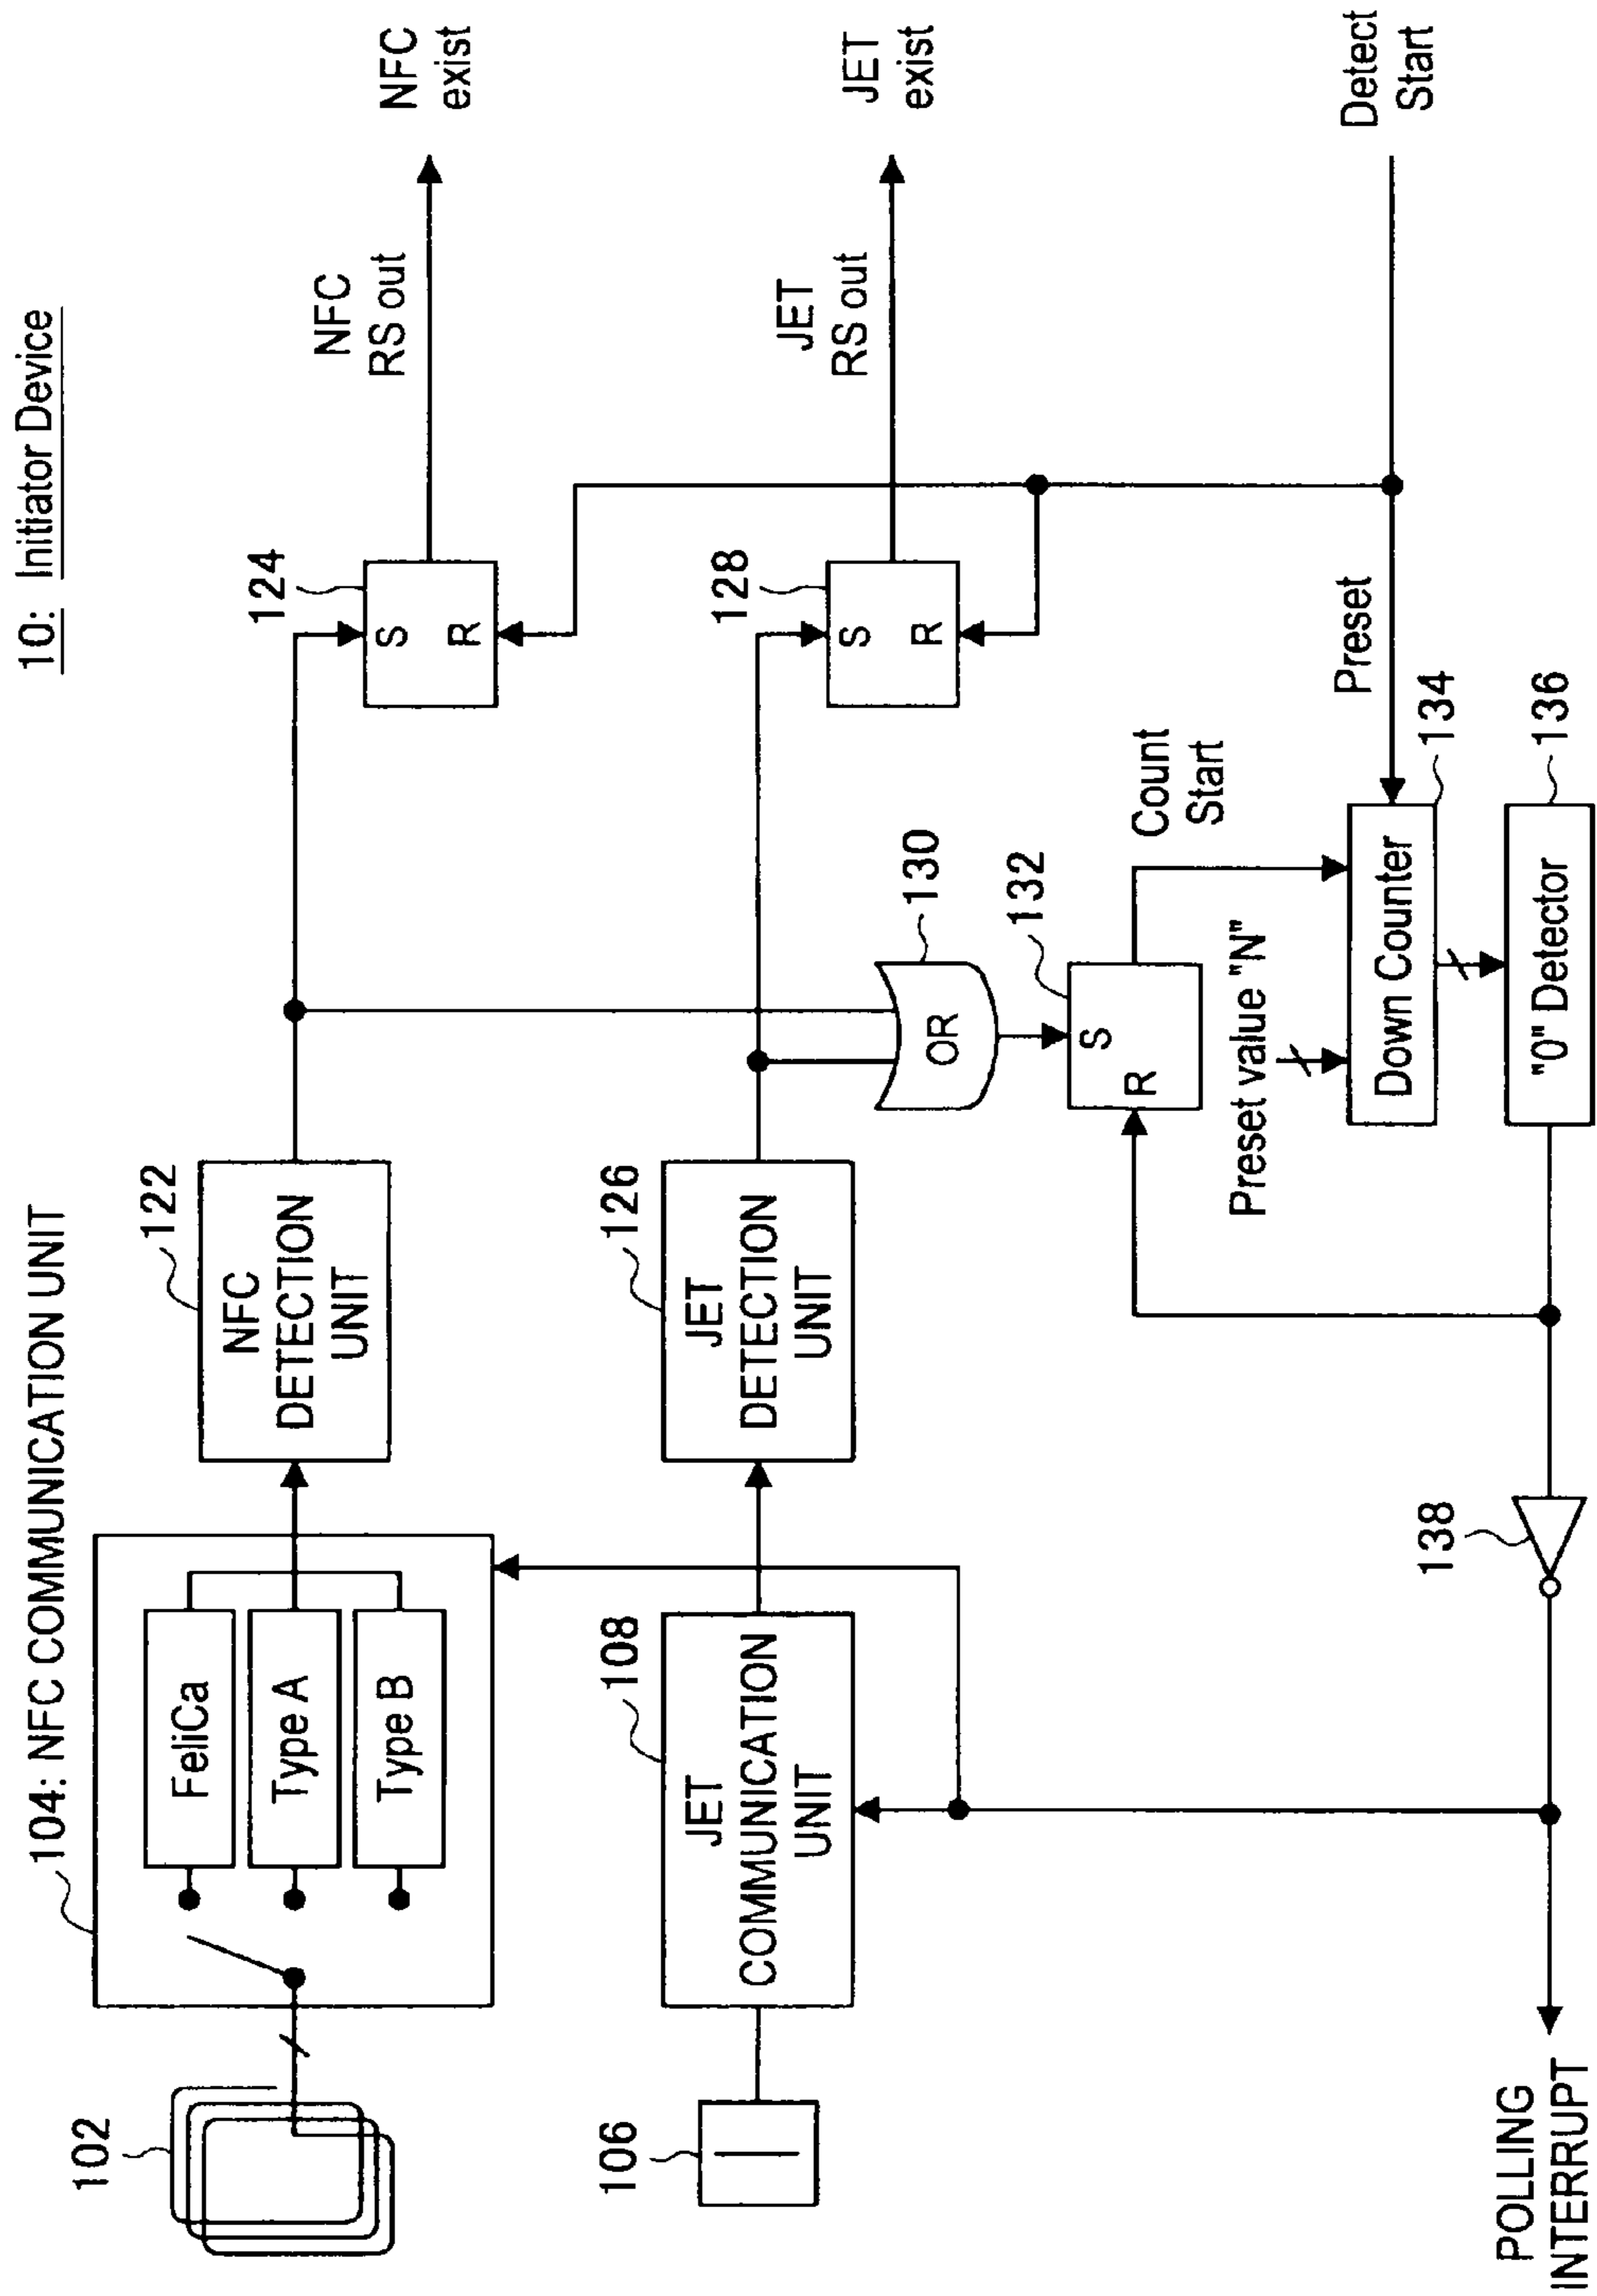 10: Initiator Device
104: NFC COMMUNICATION UNIT
102
FeliCa
Type A
Type B
122
NFC
DETECTION
UNIT
124
S
R
NFC
RS out
NFC
exist
106
108
JET
COMMUNICATION
UNIT
126
JET
DETECTION
UNIT
128
S
R
JET
RS out
JET
exist
130
OR
132
S
R
Count
Start
Preset value "N"
Preset
Detect
Start
134
Down Counter
136
"0" Detector
138
POLLING
INTERRUPT